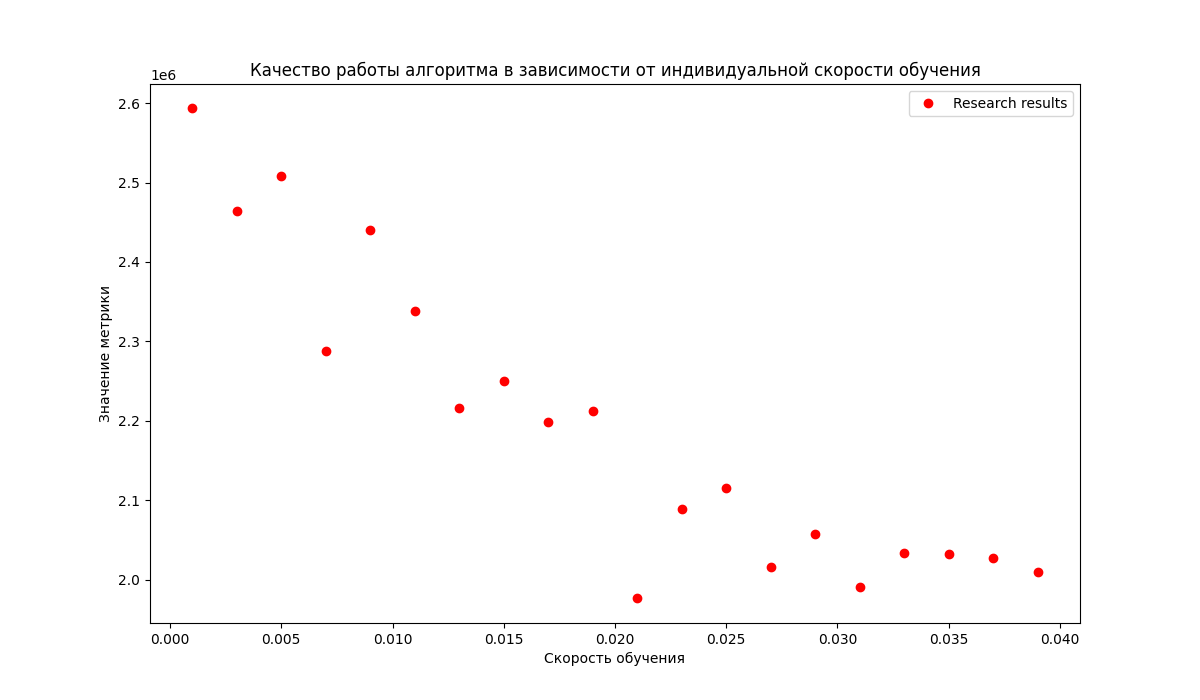 Качество работы алгоритма в зависимости от индивидуальной скорости обучения
1e6
Research results
2.6
2.5
2.4
2.3
2.2
2.1
2.0
Значение метрики
0.000 0.005 0.010 0.015 0.020 0.025 0.030 0.035 0.040
Скорость обучения